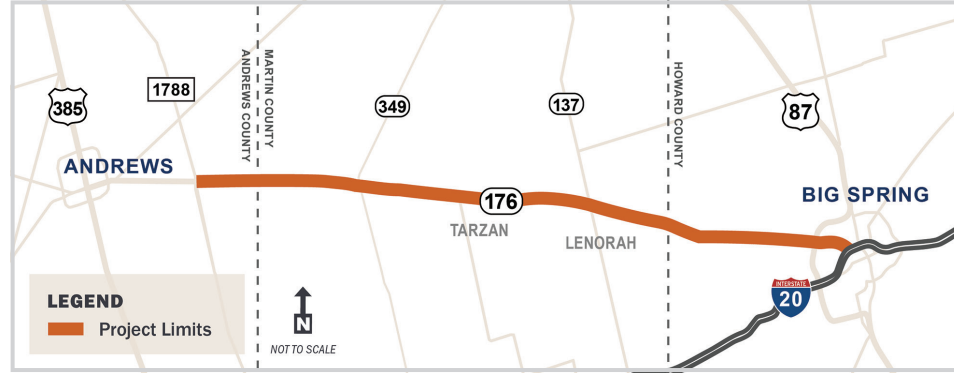 385
1788
ANDREWS
ANDREWS COUNTY
MARTIN COUNTY
349
137
HOWARD COUNTY
87
BIG SPRING
176
TARZAN
LENORAH
INTERSTATE
20
LEGEND
Project Limits
N
NOT TO SCALE